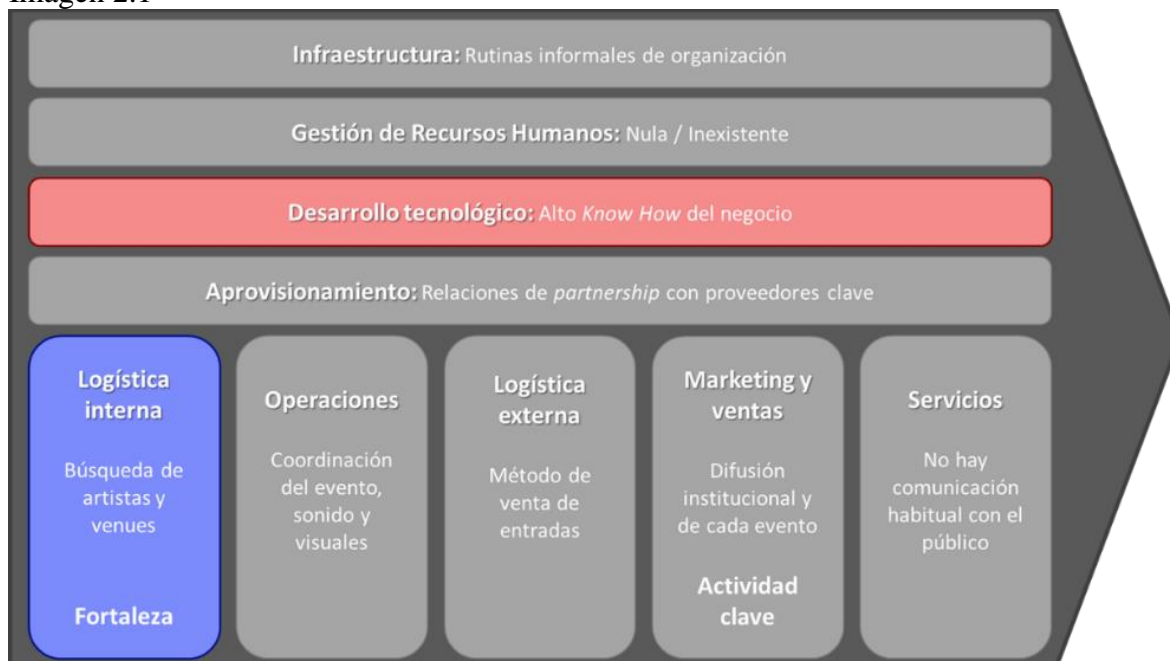 Imagen 2.1
Infraestructura: Rutinas informales de organización
Gestión de Recursos Humanos: Nula / Inexistente
Desarrollo tecnológico: Alto Know How del negocio
Aprovisionamiento: Relaciones de partnership con proveedores clave
Logística
interna
Búsqueda de
artistas y
venues
Fortaleza
Operaciones
Coordinación
del evento,
sonido y
visuales
Logística
externa
Método de
venta de
entradas
Marketing y
ventas
Difusión
institucional y
de cada evento
Actividad
clave
Servicios
No hay
comunicación
habitual con el
público